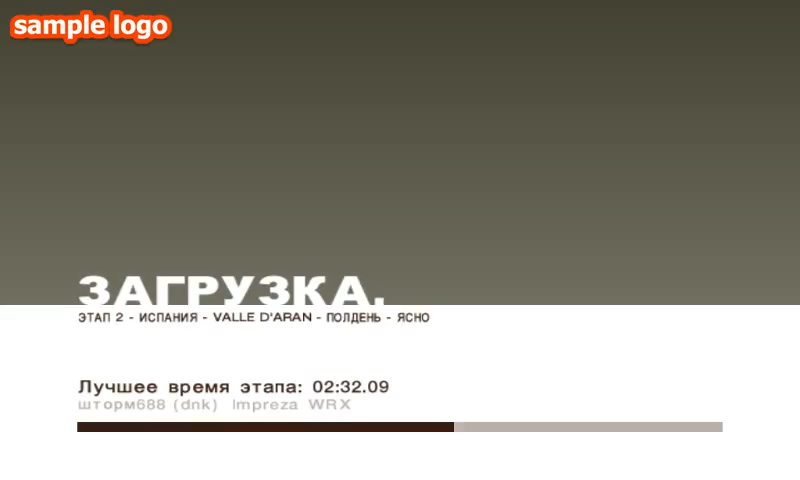 sample logo
ЗАГРУЗКА.
ЭТАП 2 - ИСПАНИЯ - VALLE D'ARAN - ПОЛДЕНЬ - ЯСНО
Лучшее время этапа: 02:32.09
шторм688 (dnk) Impreza WRX